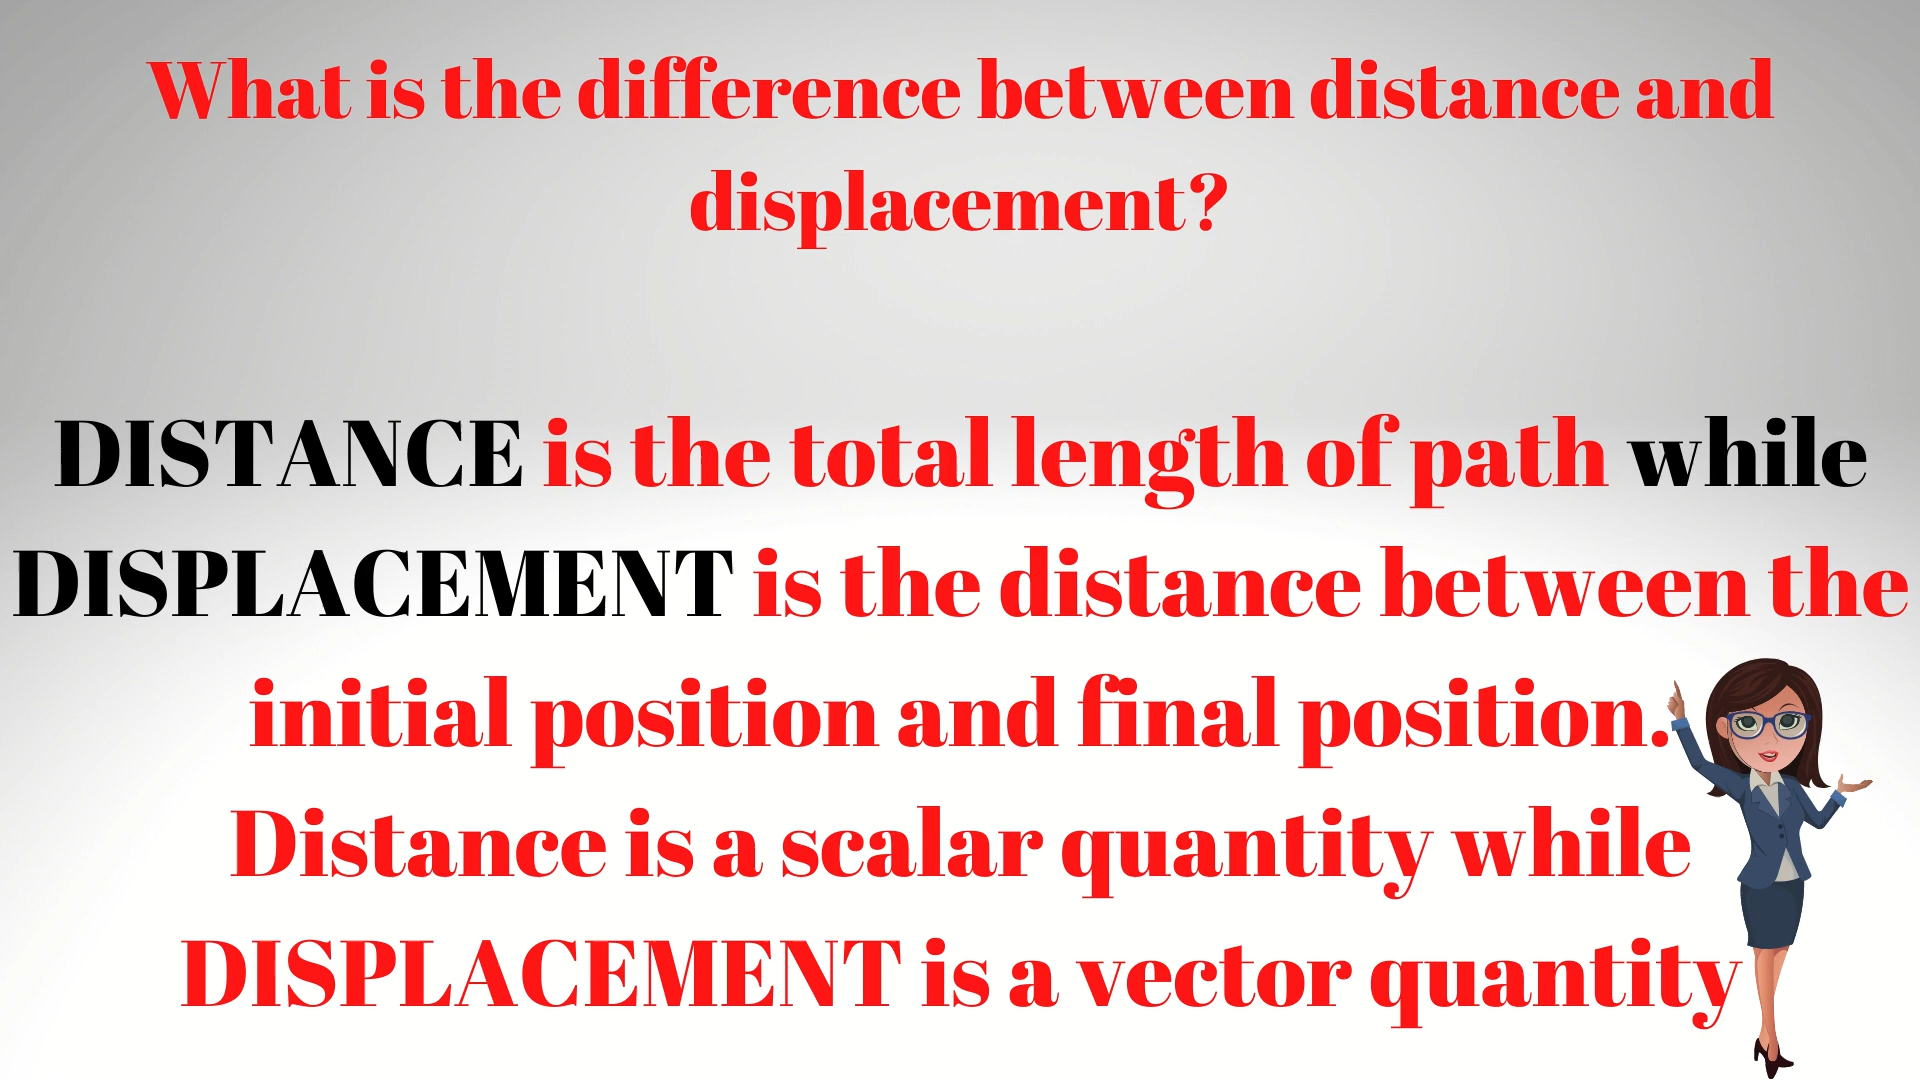 What is the difference between distance and
displacement?
DISTANCE is the total length of path while
DISPLACEMENT is the distance between the
initial position and final position.
Distance is a scalar quantity while
DISPLACEMENT is a vector quantity